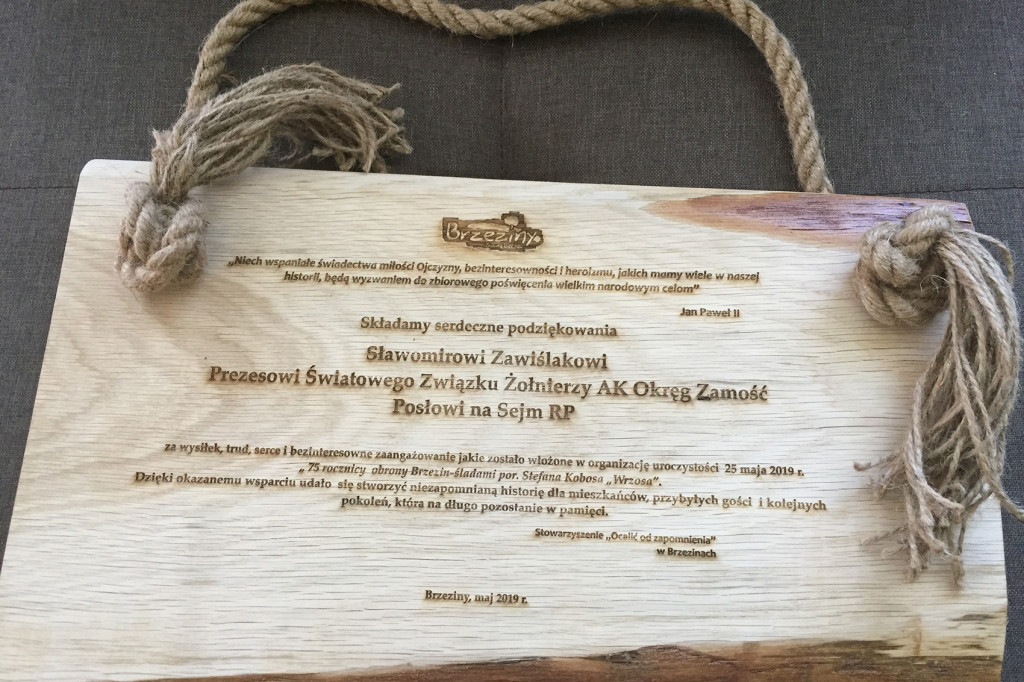 Brzeziny
„Niech wspaniałe świadectwa miłości Ojczyzny, bezinteresowności i heroizmu, jakich mamy wiele w naszej
historii, będą wyzwaniem do zbiorowego poświęcenia wielkim narodowym celom”
Jan Paweł II
Składamy serdeczne podziękowania
Sławomirowi Zawiślakowi
Prezesowi Światowego Związku Żołnierzy AK Okręg Zamość
Posłowi na Sejm RP
za wysiłek, trud, serce i bezinteresowne zaangażowanie jakie zostało włożone w organizację uroczystości 25 maja 2019 r.
„ 75 rocznicy obrony Brzezin-śladami por. Stefana Kobosa „Wrzosa”.
Dzięki okazanemu wsparciu udało się stworzyć niezapomnianą historię dla mieszkańców, przybyłych gości i kolejnych
pokoleń, która na długo pozostanie w pamięci.
Stowarzyszenie „Ocalić od zapomnienia”
w Brzezinach
Brzeziny, maj 2019 r.